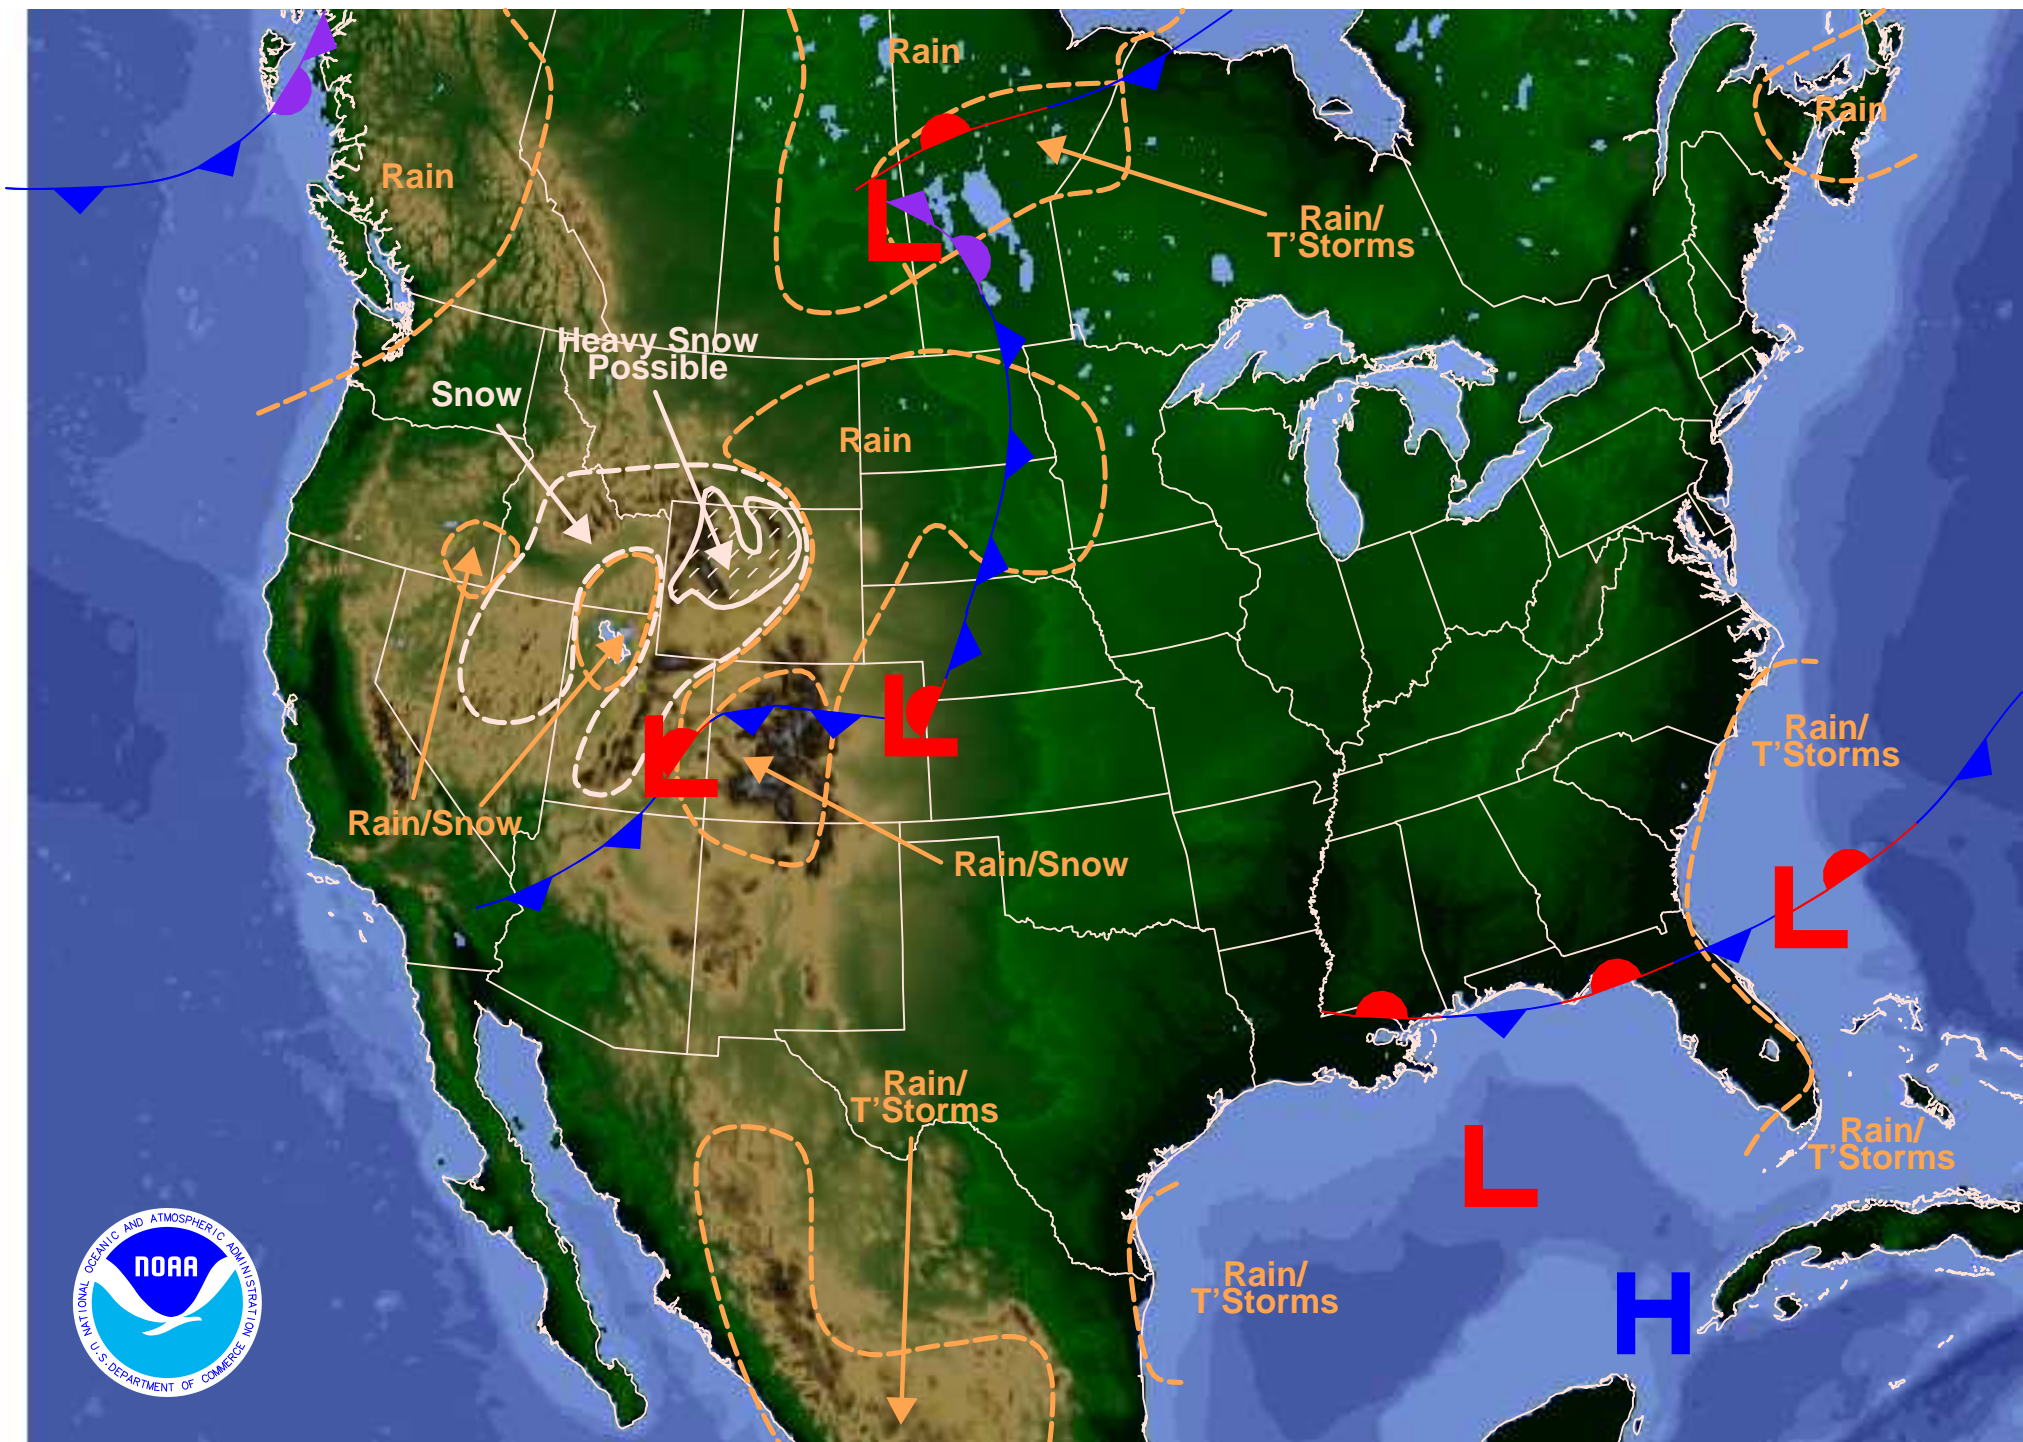 Rain
Rain
Rain
Rain/
T'Storms
Heavy Snow
Possible
Snow
Rain
Rain/
T'Storms
Rain/Snow
Rain/Snow
L
L
L
L
Rain/
T'Storms
Rain/
T'Storms
L
Rain/
T'Storms
H
NATIONAL OCEANIC AND ATMOSPHERIC ADMINISTRATION
NOAA
U.S. DEPARTMENT OF COMMERCE